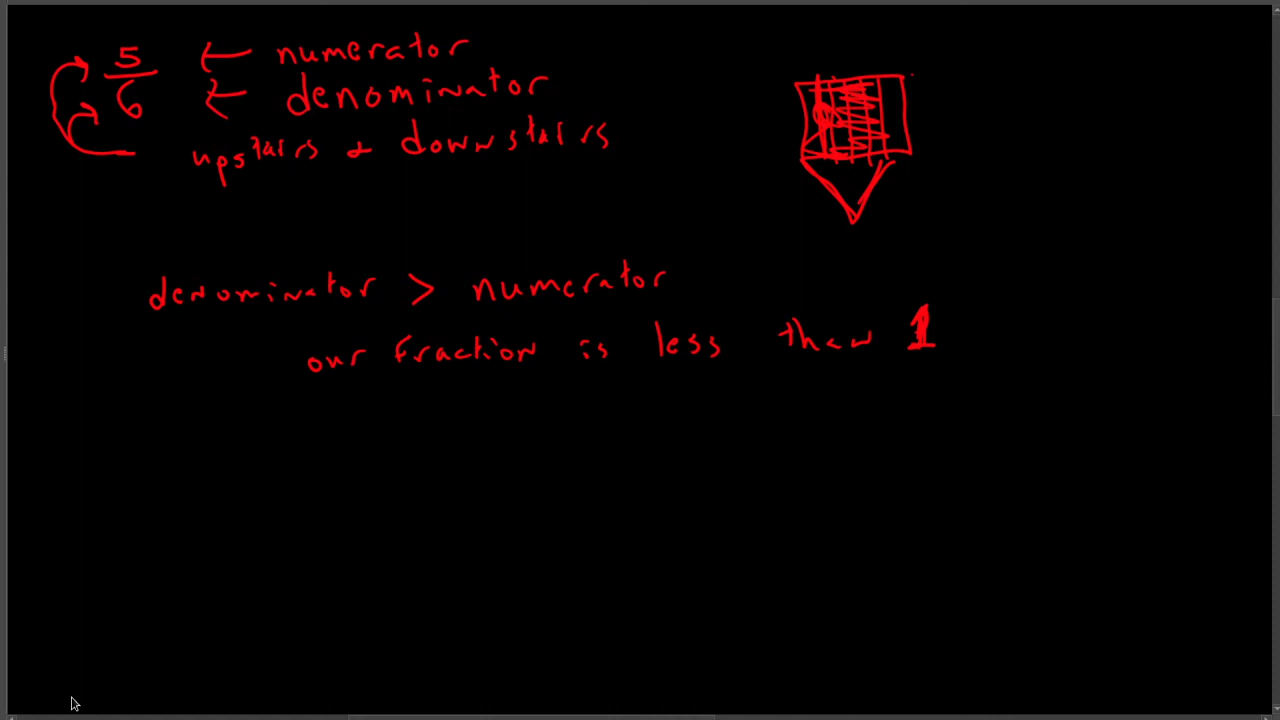 5 ← numerator
6 ← denominator
upstairs & downstairs
denominator > numerator
our fraction is less than 1